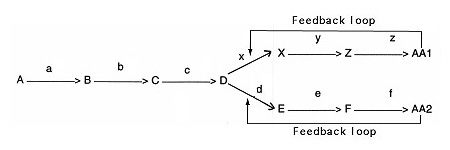 Feedback loop
y z
x
X Z AA1
a b c
A B C D
d e f
E F AA2
Feedback loop